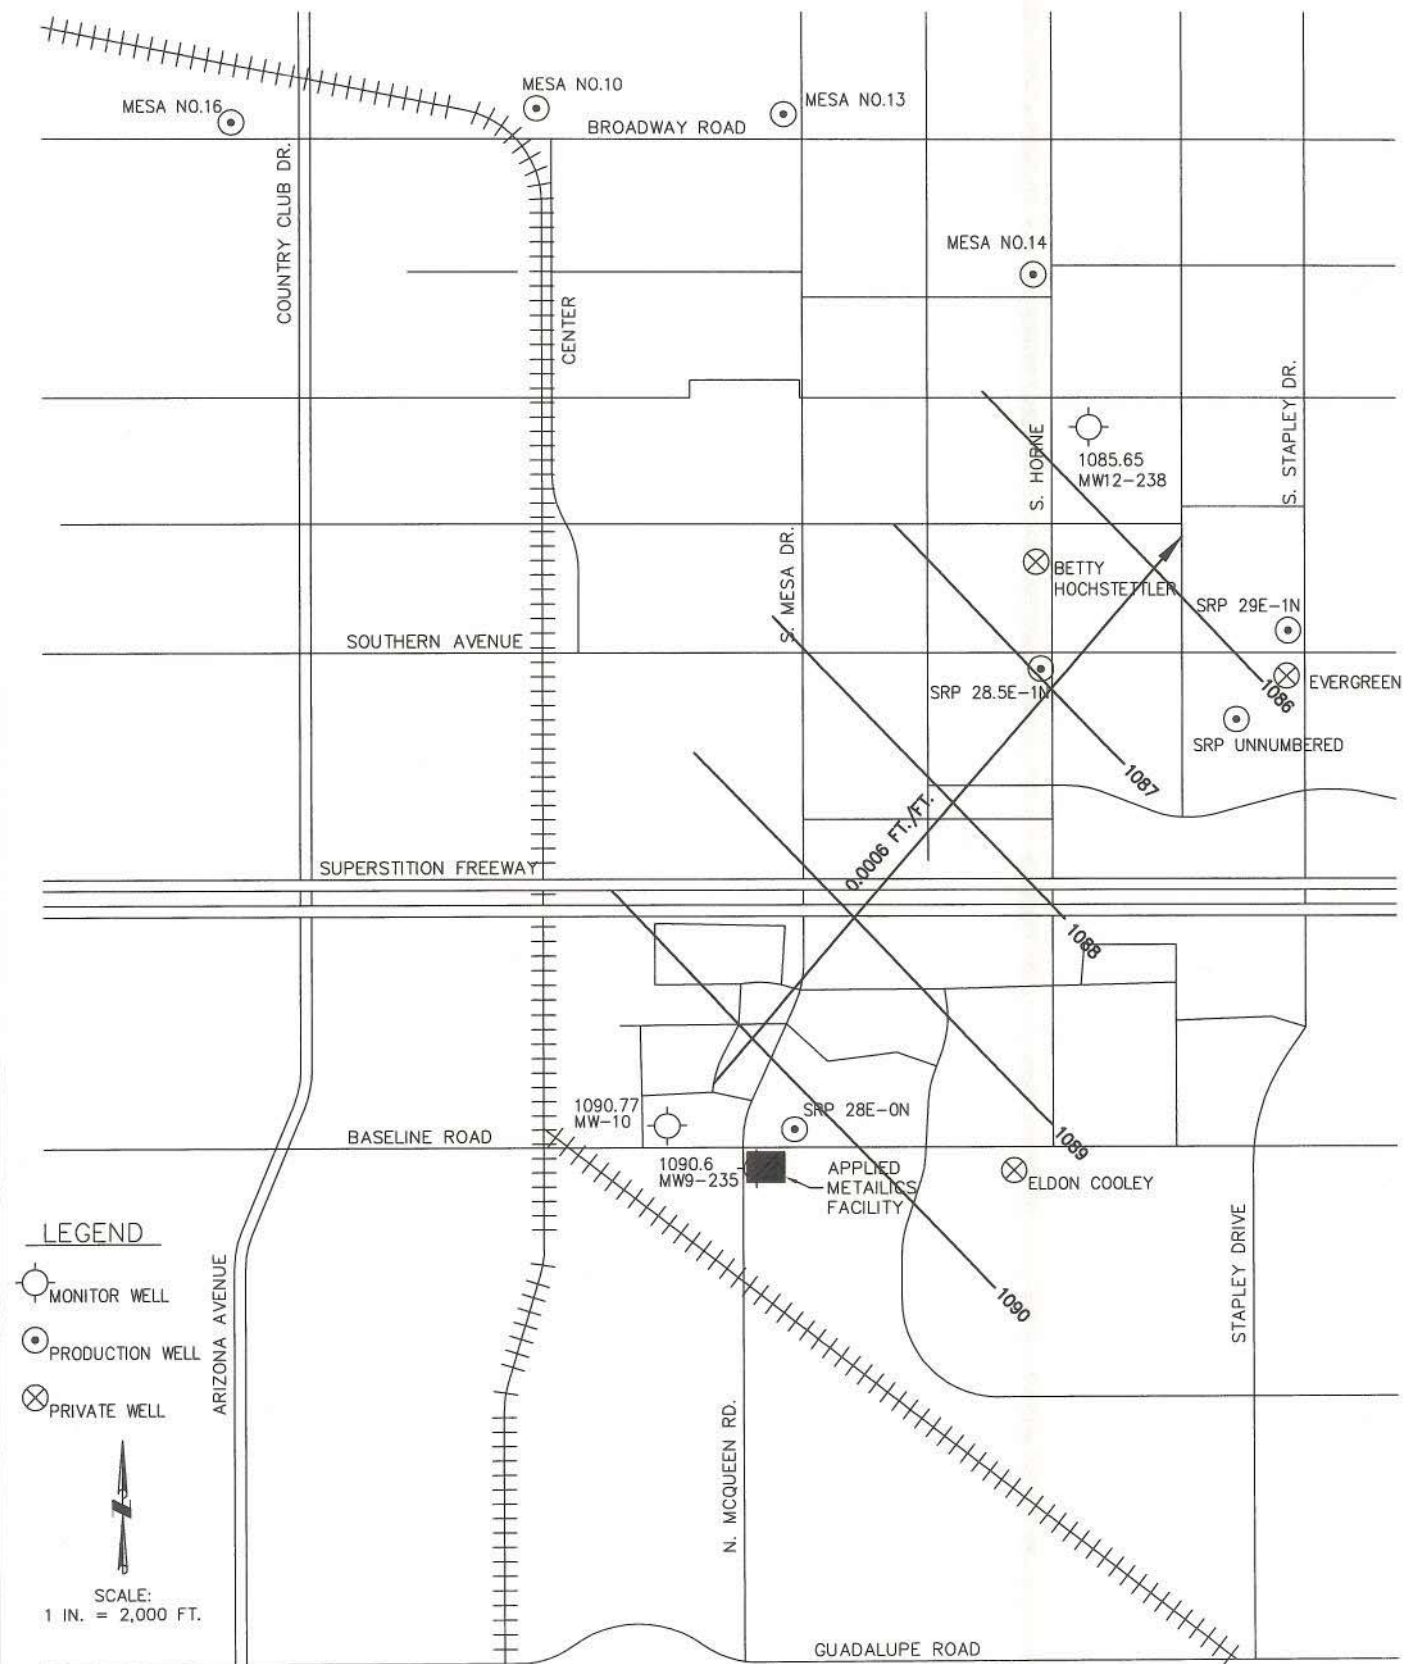 MESA NO.16
MESA NO.10
MESA NO.13
BROADWAY ROAD
COUNTRY CLUB DR.
MESA NO.14
CENTER
S. STAPLEY DR.
S. HORNE
1085.65
MW12-238
S. MESA DR.
BETTY
HOCHSTETTLER
SRP 29E-1N
SOUTHERN AVENUE
EVERGREEN
SRP 28.5E-1N
1086
SRP UNNUMBERED
1087
0.0006 FT./FT.
SUPERSTITION FREEWAY
1088
1090.77
MW-10
SRP 28E-0N
BASELINE ROAD
1089
1090.6
MW9-235
APPLIED
METAILICS
FACILITY
ELDON COOLEY
LEGEND
MONITOR WELL
PRODUCTION WELL
PRIVATE WELL
ARIZONA AVENUE
1090
STAPLEY DRIVE
N. MCQUEEN RD.
N
SCALE:
1 IN. = 2,000 FT.
GUADALUPE ROAD